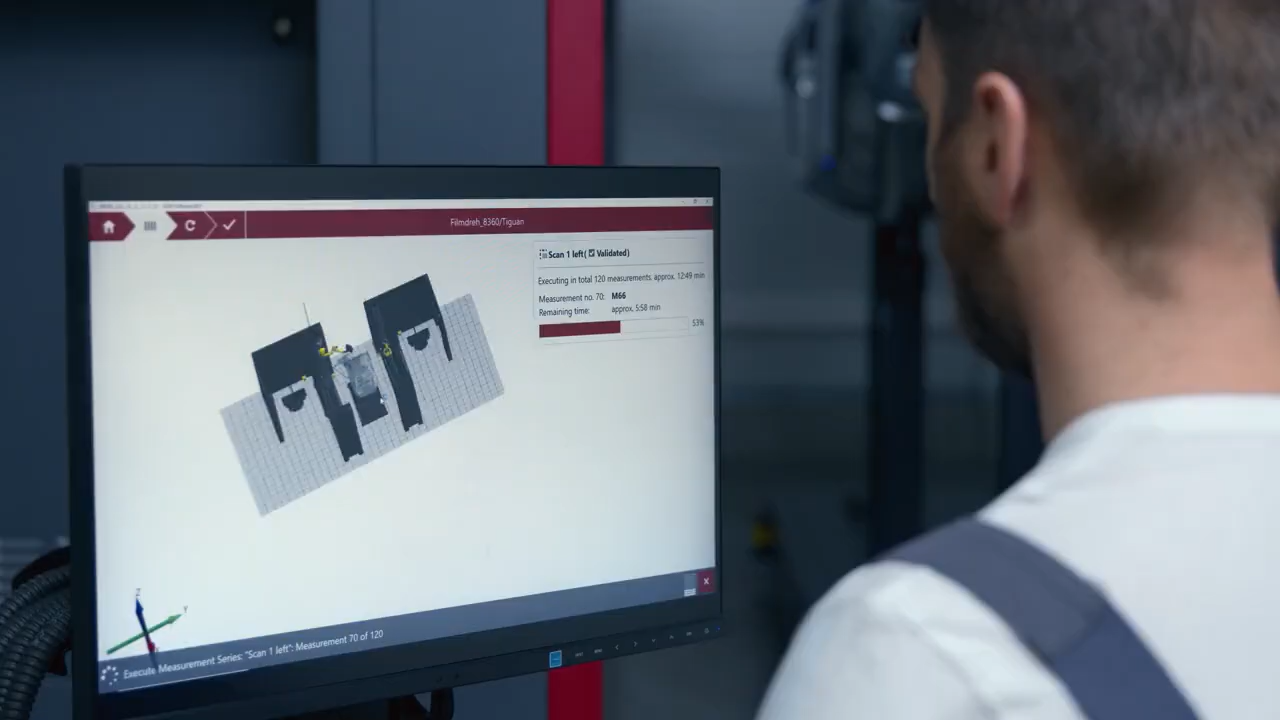 Filmdreh_8360/Tiguan
Scan 1 left ( Validated)
Executing in total 120 measurements, approx. 12:49 min
Measurement no. 70: M66
Remaining time: approx. 5:58 min
53%
Execute Measurement Series: "Scan 1 left": Measurement 70 of 120
Z
Y